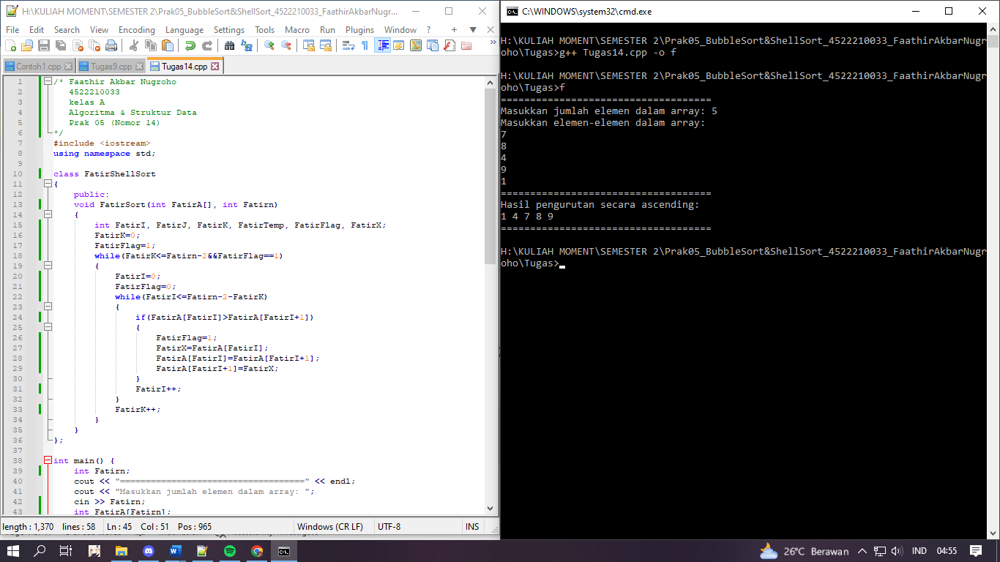 H:\KULIAH MOMENT\SEMESTER 2\Prak05_BubbleSort&ShellSort_4522210033_FaathirAkbarNugr...
File Edit Search View Encoding Language Settings Tools Macro Run Plugins Window ? + ▼ X
Contoh1.cpp Tugas9.cpp Tugas14.cpp
1 /* Faathir Akbar Nugroho
2 4522210033
3 kelas A
4 Algoritma & Struktur Data
5 Prak 05 (Nomor 14)
6 */
7 #include <iostream>
8 using namespace std;
9
10 class FatirShellSort
11 {
12 public:
13 void FatirSort(int FatirA[], int Fatirn)
14 {
15 int FatirI, FatirJ, FatirK, FatirTemp, FatirFlag, FatirX;
16 FatirK=0;
17 FatirFlag=1;
18 while(FatirK<=Fatirn-2&&FatirFlag==1)
19 {
20 FatirI=0;
21 FatirFlag=0;
22 while(FatirI<=Fatirn-2-FatirK)
23 {
24 if(FatirA[FatirI]>FatirA[FatirI+1])
25 {
26 FatirFlag=1;
27 FatirX=FatirA[FatirI];
28 FatirA[FatirI]=FatirA[FatirI+1];
29 FatirA[FatirI+1]=FatirX;
30 }
31 FatirI++;
32 }
33 FatirK++;
34 }
35 }
36 };
37
38 int main() {
39 int Fatirn;
40 cout << "====================================" << endl;
41 cout << "Masukkan jumlah elemen dalam array: ";
42 cin >> Fatirn;
43 int FatirA[Fatirn];
length : 1,370 lines : 58 Ln : 45 Col : 51 Pos : 965 Windows (CR LF) UTF-8 INS
C:\WINDOWS\system32\cmd.exe
H:\KULIAH MOMENT\SEMESTER 2\Prak05_BubbleSort&ShellSort_4522210033_FaathirAkbarNugr
oho\Tugas>g++ Tugas14.cpp -o f
H:\KULIAH MOMENT\SEMESTER 2\Prak05_BubbleSort&ShellSort_4522210033_FaathirAkbarNugr
oho\Tugas>f
====================================
Masukkan jumlah elemen dalam array: 5
Masukkan elemen-elemen dalam array:
7
8
4
9
1
====================================
Hasil pengurutan secara ascending:
1 4 7 8 9
====================================
H:\KULIAH MOMENT\SEMESTER 2\Prak05_BubbleSort&ShellSort_4522210033_FaathirAkbarNugr
oho\Tugas>
26°C Berawan IND 04:55